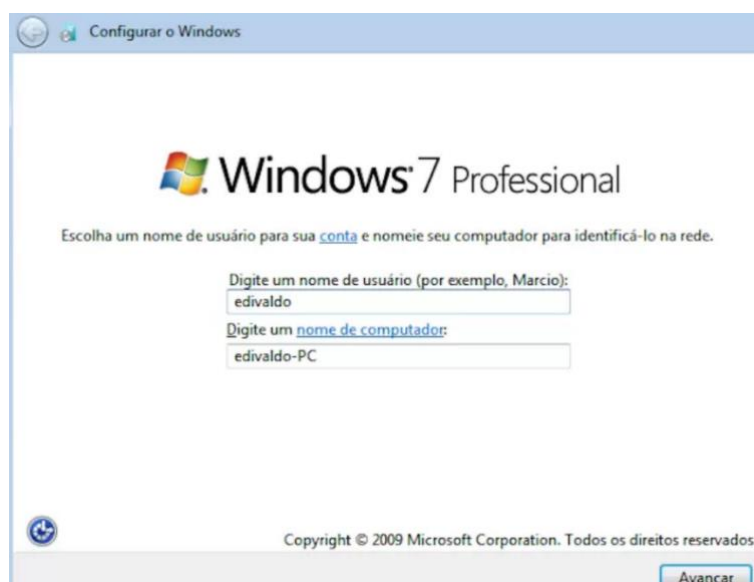 Configurar o Windows
Windows 7 Professional
Escolha um nome de usuário para sua conta e nomeie seu computador para identificá-lo na rede.
Digite um nome de usuário (por exemplo, Marcio):
edivaldo
Digite um nome de computador:
edivaldo-PC
Copyright © 2009 Microsoft Corporation. Todos os direitos reservados
Avançar